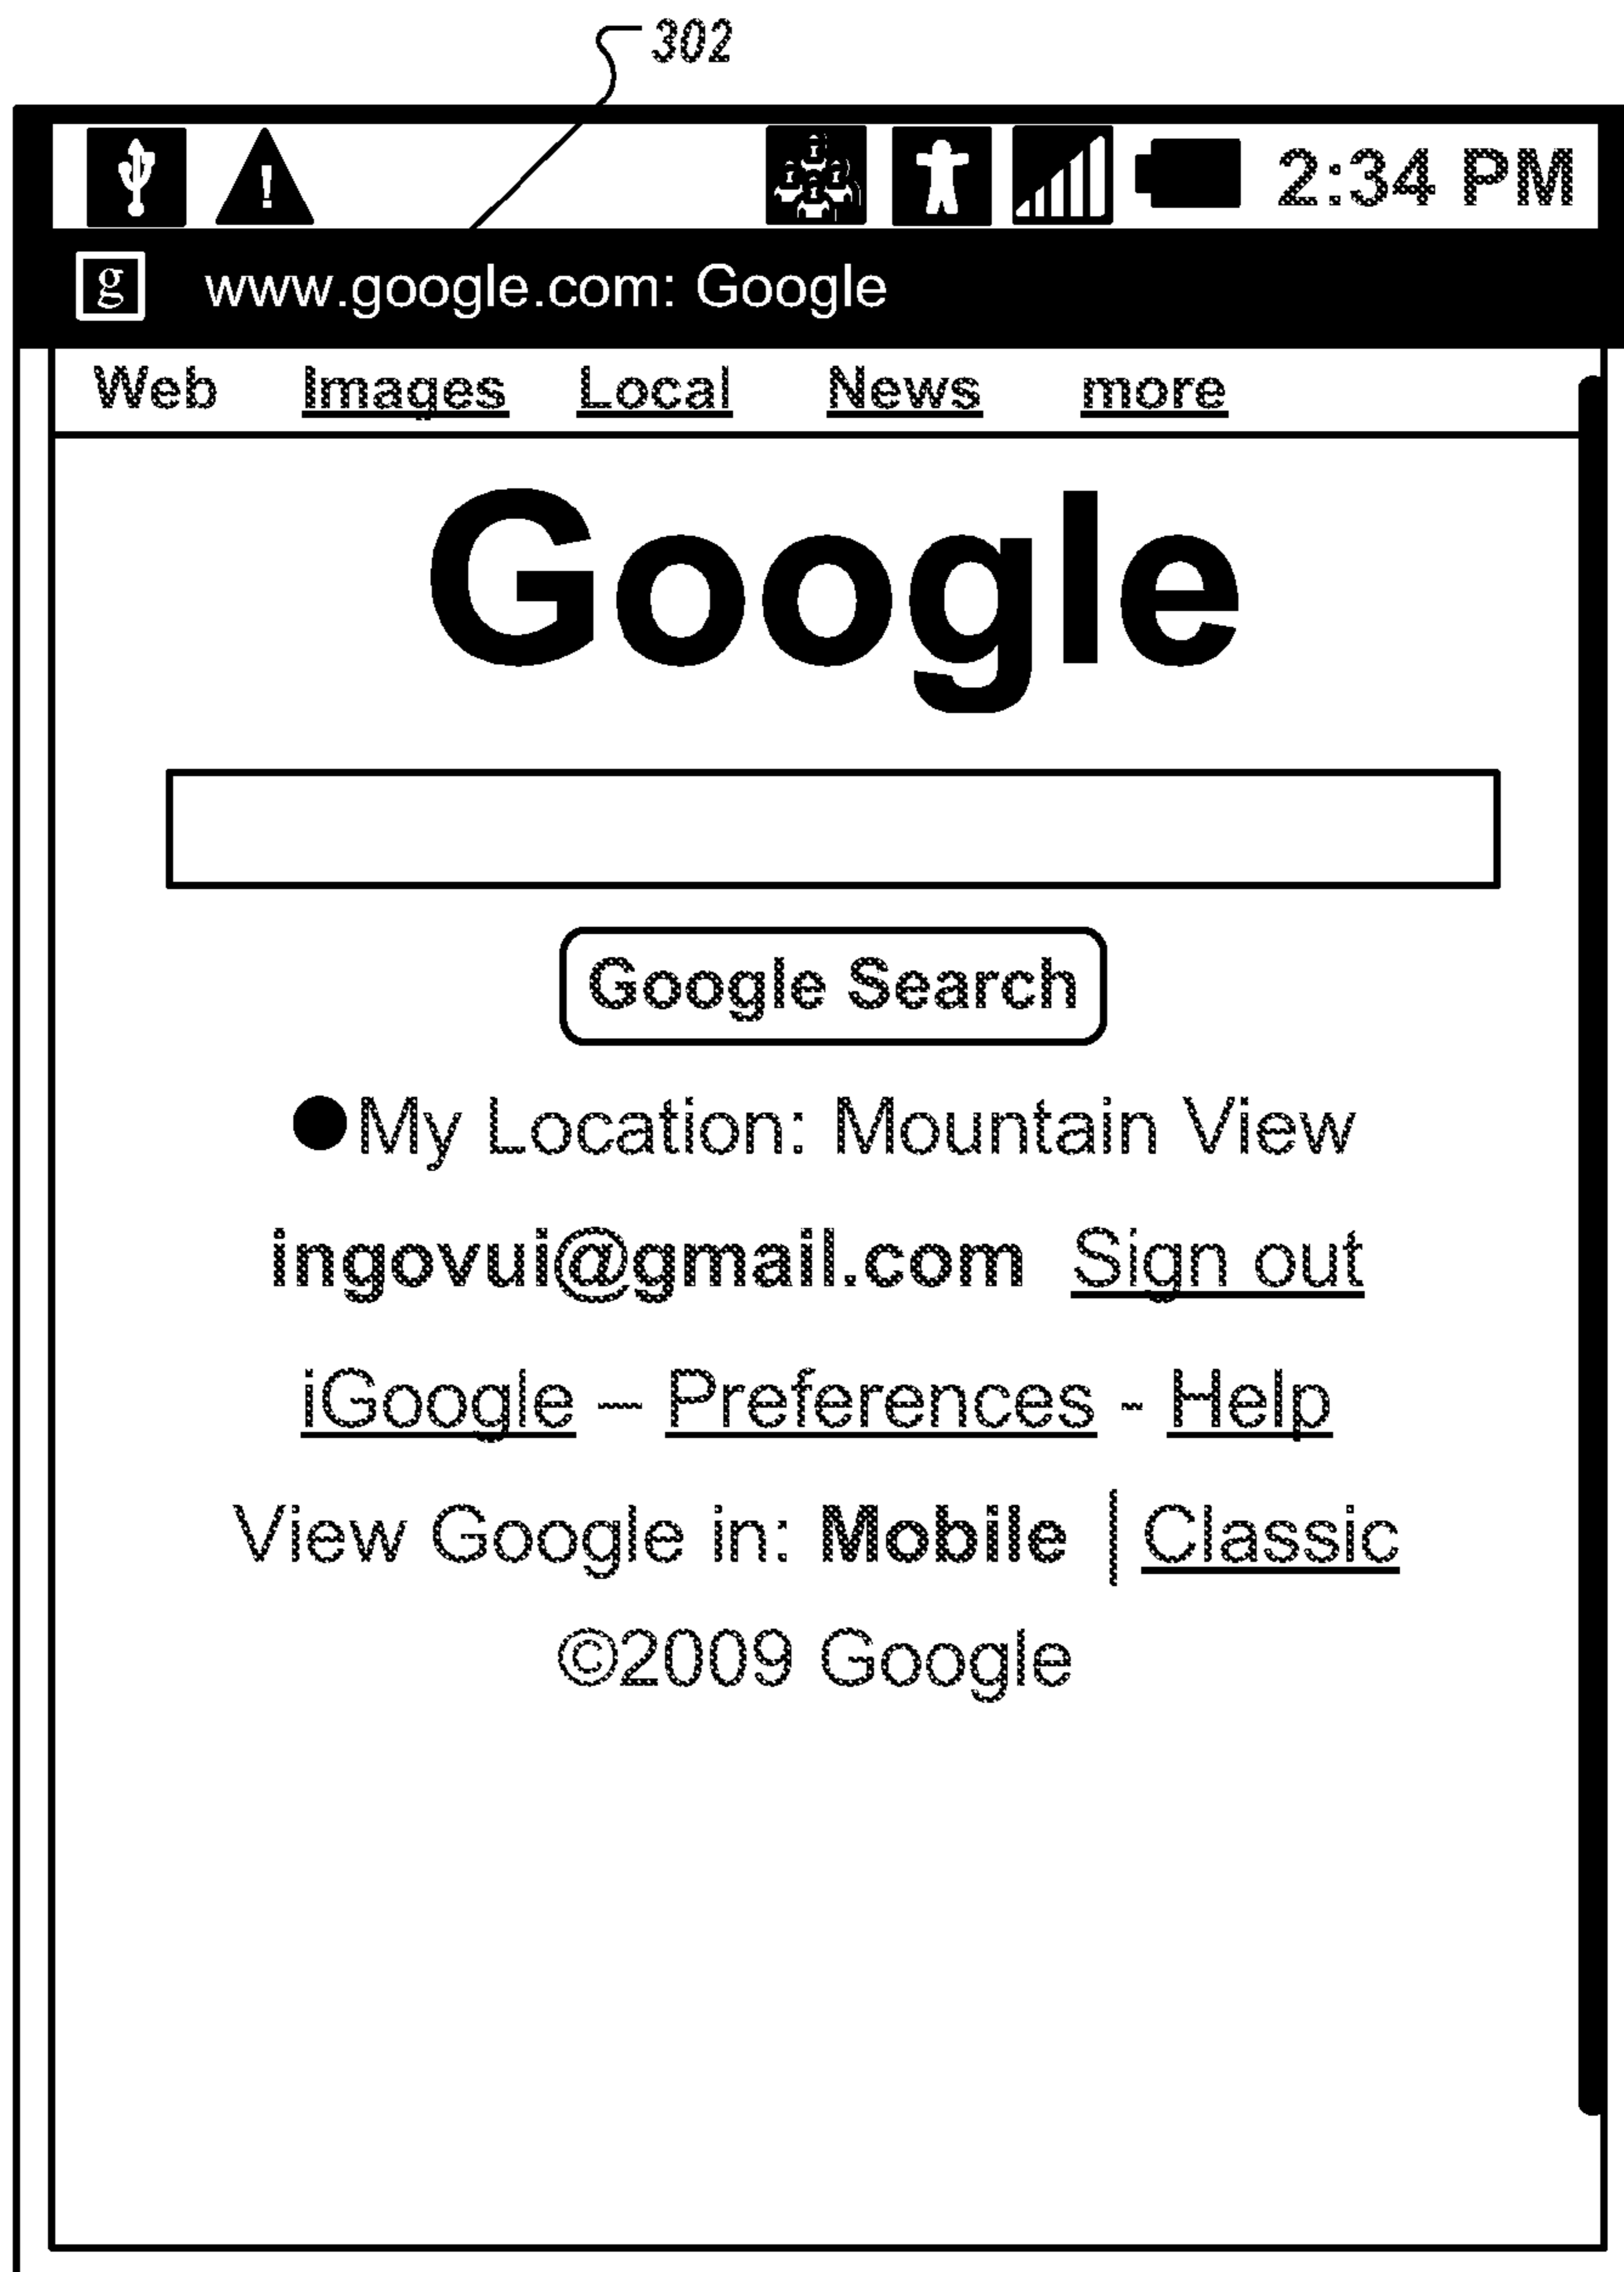 302
! 2:34 PM
g www.google.com: Google
Web Images Local News more
Google
Google Search
My Location: Mountain View
ingovui@gmail.com Sign out
iGoogle – Preferences - Help
View Google in: Mobile | Classic
©2009 Google